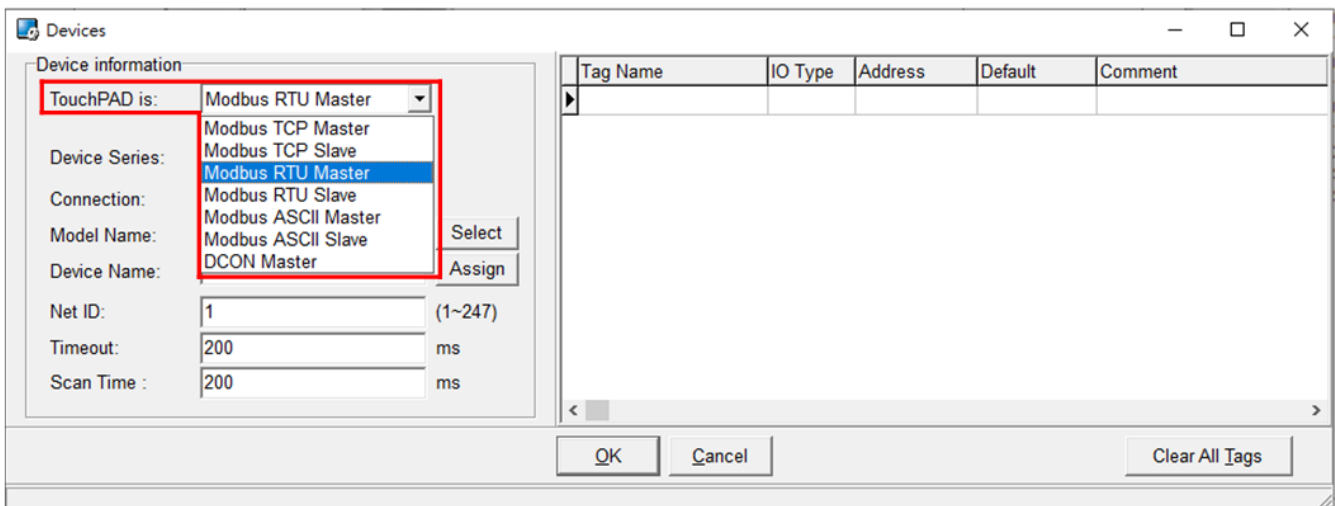 Devices
Device information
TouchPAD is: Modbus RTU Master
Modbus TCP Master
Modbus TCP Slave
Modbus RTU Master
Modbus RTU Slave
Modbus ASCII Master
Modbus ASCII Slave
DCON Master
Device Series:
Connection:
Model Name: Select
Device Name: Assign
Net ID: 1 (1~247)
Timeout: 200 ms
Scan Time : 200 ms
Tag Name IO Type Address Default Comment
OK Cancel Clear All Tags